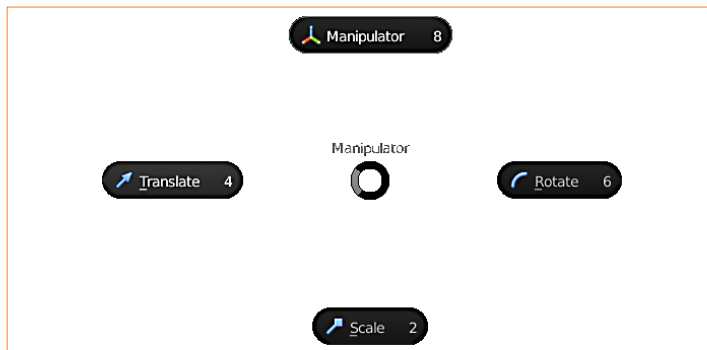 Manipulator 8
Manipulator
Translate 4
Rotate 6
Scale 2